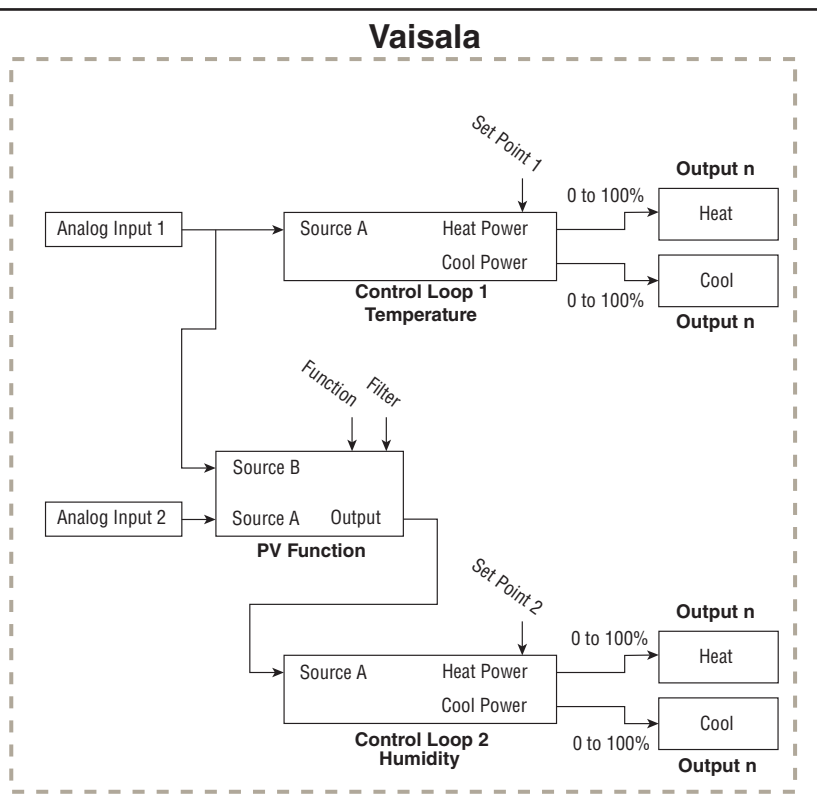 Vaisala
Set Point 1
Output n
0 to 100%
Analog Input 1
Source A
Heat Power
Heat
Cool Power
Cool
Control Loop 1
Temperature
0 to 100%
Output n
Function
Filter
Source B
Analog Input 2
Source A
Output
PV Function
Set Point 2
Output n
0 to 100%
Source A
Heat Power
Heat
Cool Power
Cool
Control Loop 2
Humidity
0 to 100%
Output n